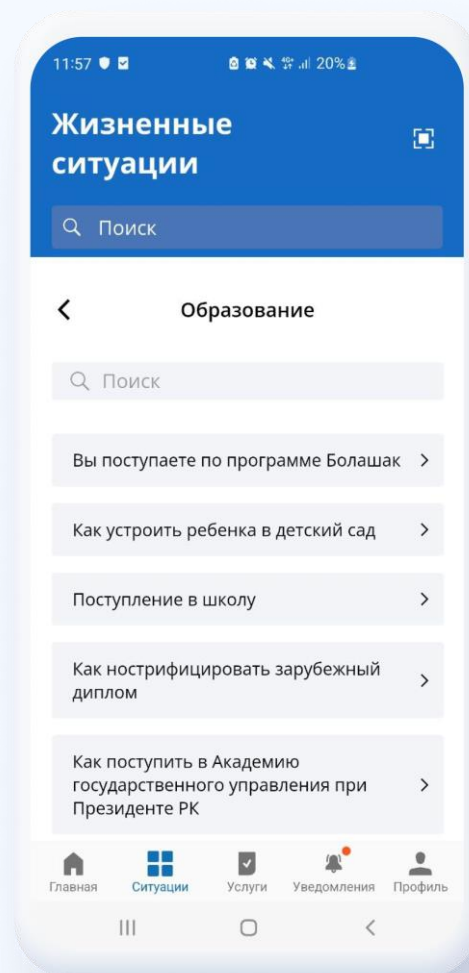 11:57
20%
Жизненные
ситуации
Поиск
Образование
Поиск
Вы поступаете по программе Болашак
Как устроить ребенка в детский сад
Поступление в школу
Как нострифицировать зарубежный
диплом
Как поступить в Академию
государственного управления при
Президенте РК
Главная Ситуации Услуги Уведомления Профиль